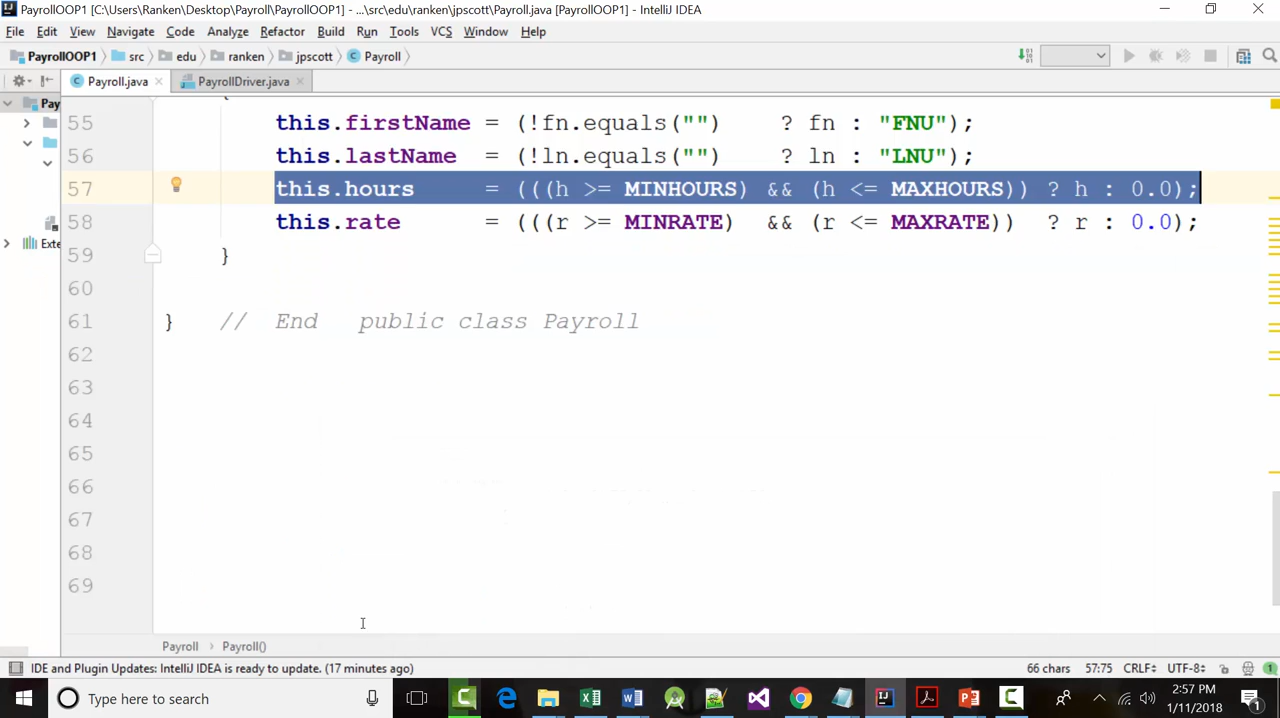 PayrollOOP1 [C:\Users\Ranken\Desktop\Payroll\PayrollOOP1] - ...\src\edu\ranken\jpscott\Payroll.java [PayrollOOP1] - IntelliJ IDEA
File Edit View Navigate Code Analyze Refactor Build Run Tools VCS Window Help
PayrollOOP1 src edu ranken jpscott Payroll
Payroll.java PayrollDriver.java
Pay
Exte
55 this.firstName = (!fn.equals("") ? fn : "FNU");
56 this.lastName = (!ln.equals("") ? ln : "LNU");
57 this.hours = (((h >= MINHOURS) && (h <= MAXHOURS)) ? h : 0.0);
58 this.rate = (((r >= MINRATE) && (r <= MAXRATE)) ? r : 0.0);
59 }
60
61 } // End public class Payroll
62
63
64
65
66
67
68
69
Payroll Payroll()
IDE and Plugin Updates: IntelliJ IDEA is ready to update. (17 minutes ago) 66 chars 57:75 CRLF UTF-8 1
Type here to search
2:57 PM
1/11/2018
1